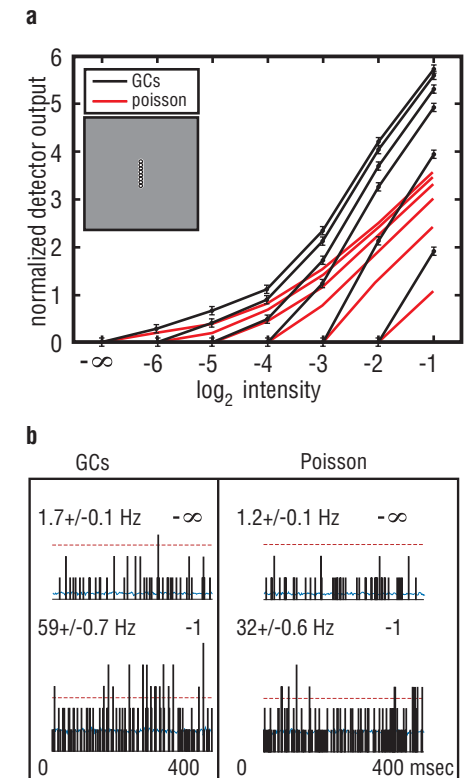 a
6
5
4
3
2
1
0
normalized detector output
GCs
poisson
-∞ -6 -5 -4 -3 -2 -1
log2 intensity
b
GCs Poisson
1.7+/-0.1 Hz -∞ 1.2+/-0.1 Hz -∞
59+/-0.7 Hz -1 32+/-0.6 Hz -1
0 400 0 400 msec